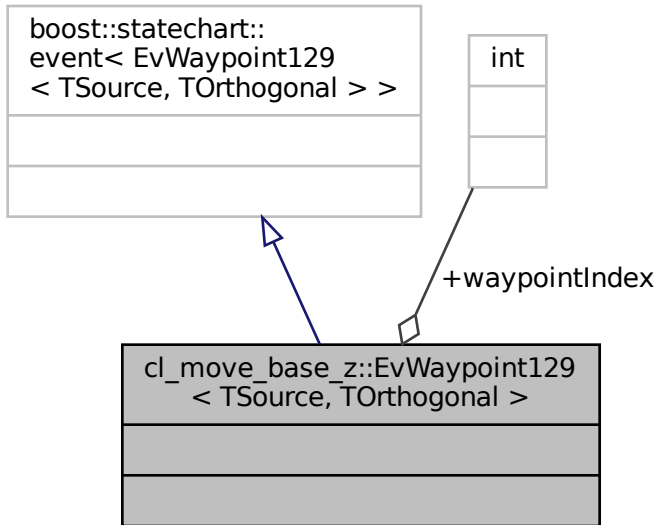 boost::statechart::
event< EvWaypoint129
< TSource, TOrthogonal > >
int
+waypointIndex
cl_move_base_z::EvWaypoint129
< TSource, TOrthogonal >